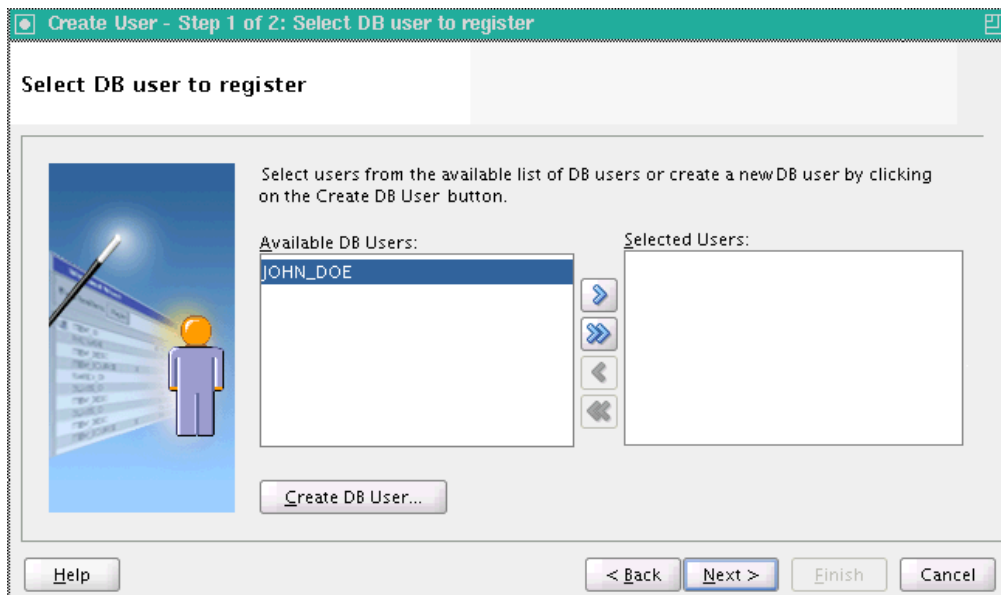 Create User - Step 1 of 2: Select DB user to register
Select DB user to register
Select users from the available list of DB users or create a new DB user by clicking
on the Create DB User button.
Available DB Users:
Selected Users:
JOHN_DOE
Create DB User...
Help
< Back
Next >
Finish
Cancel